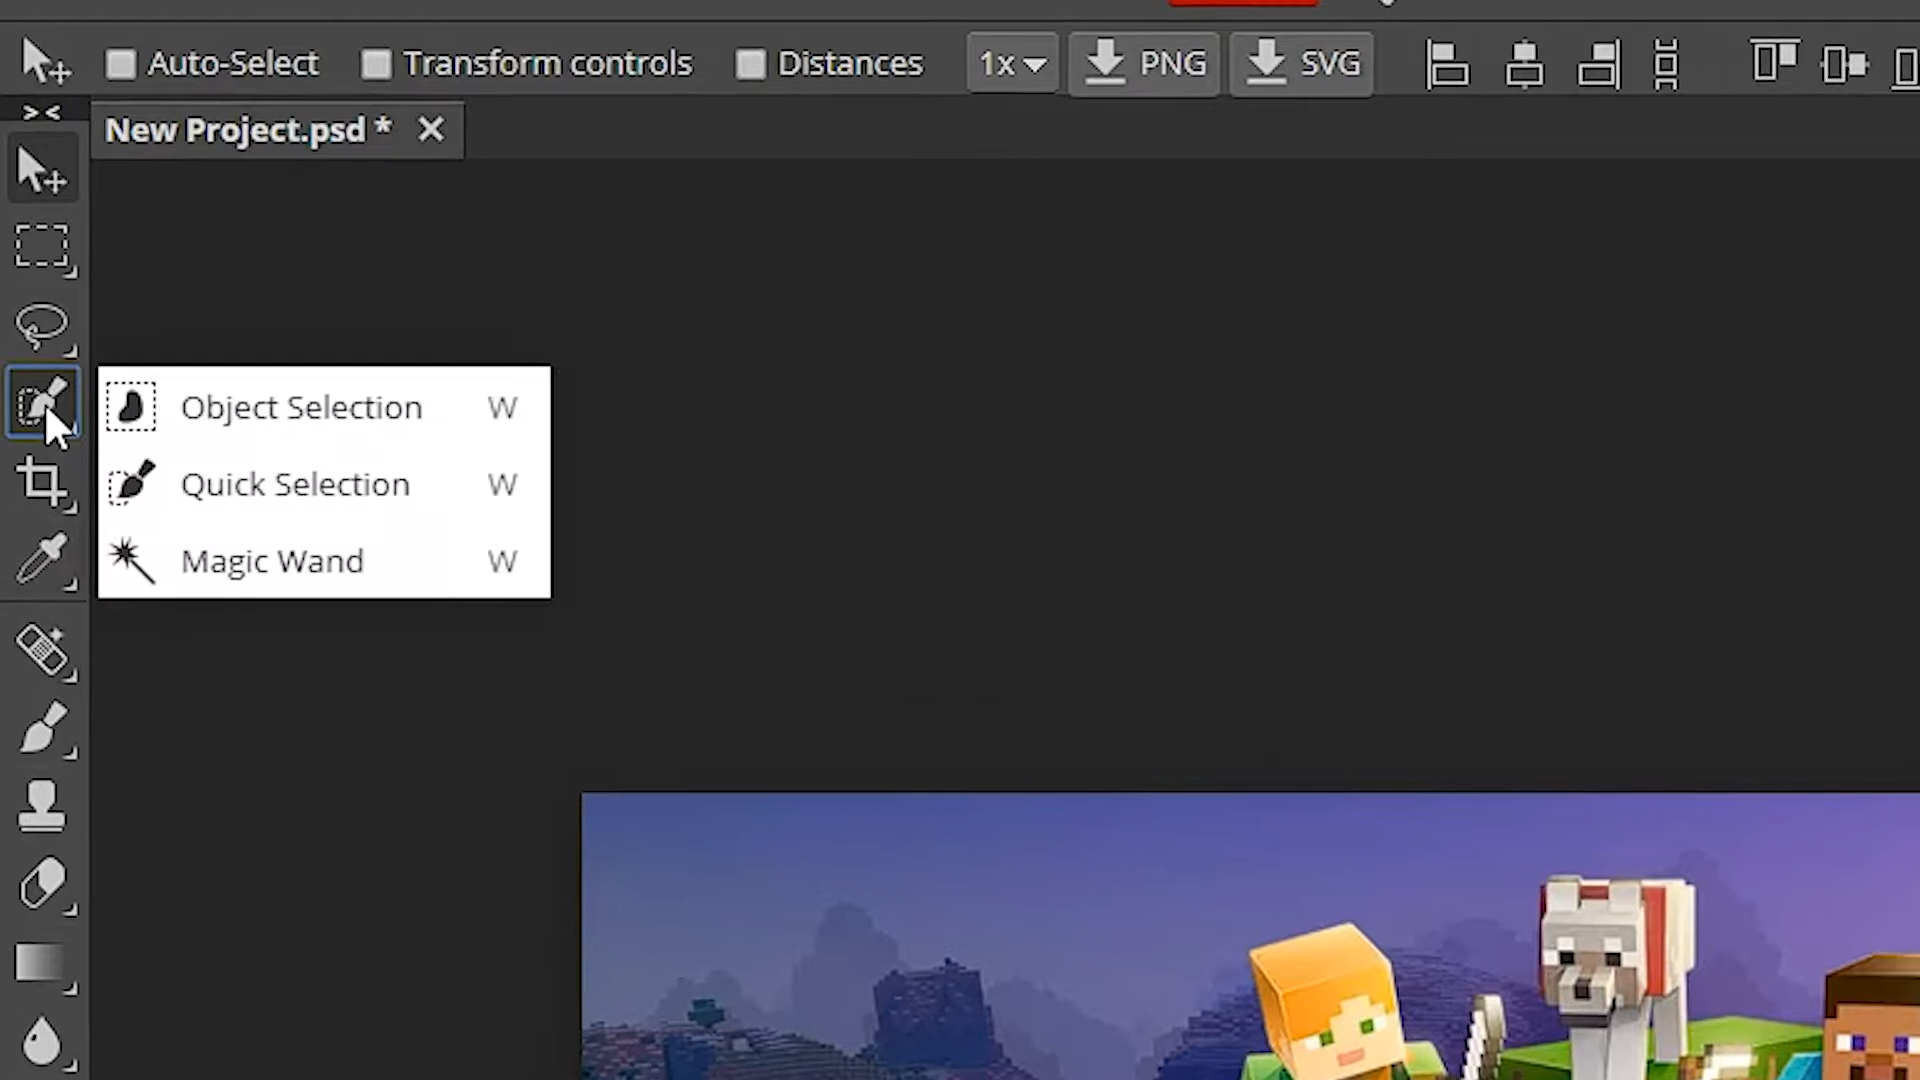 Auto-Select Transform controls Distances 1x PNG SVG
New Project.psd *
Object Selection W
Quick Selection W
Magic Wand W